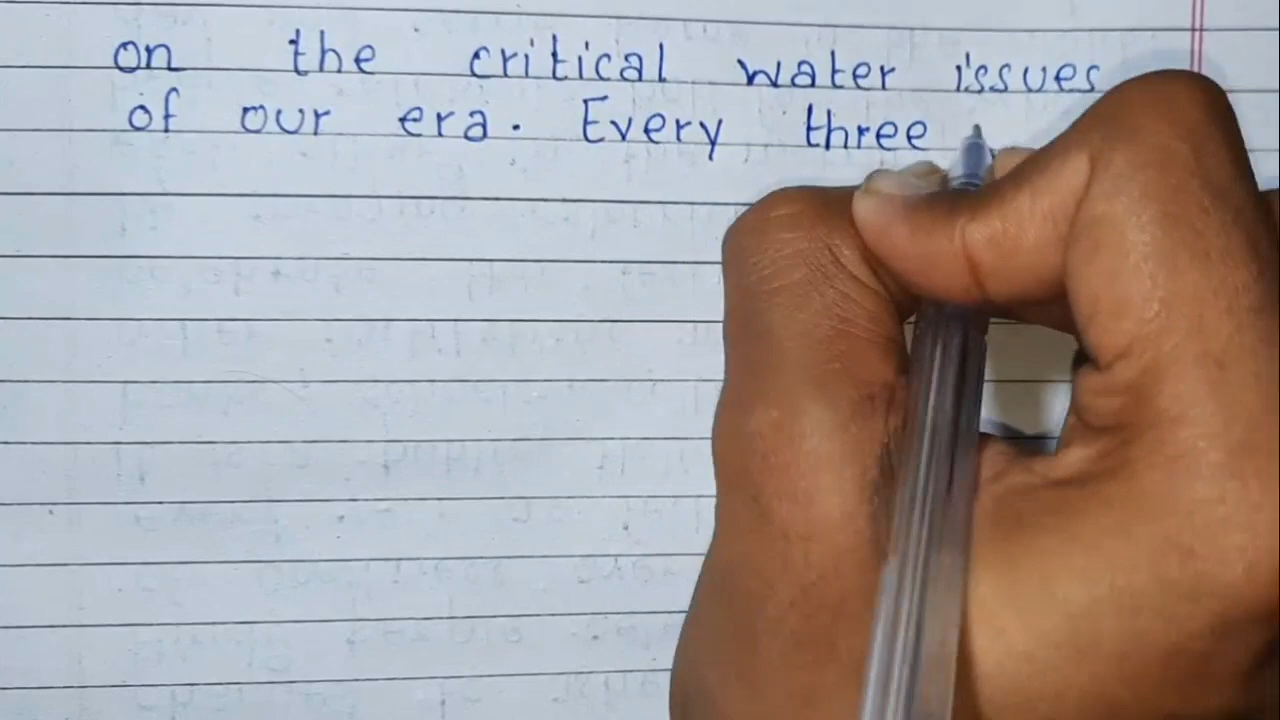 on the critical water issues
of our era. Every three